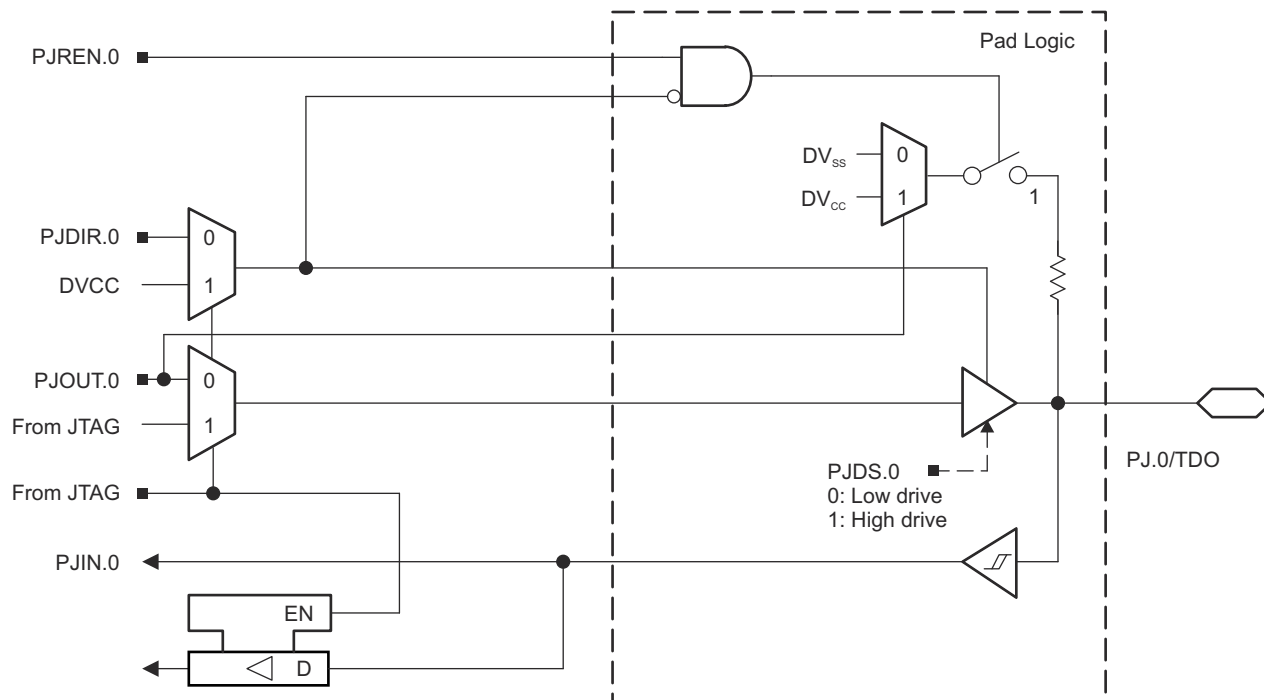 Pad Logic
PJREN.0
DVSS
0
DVCC
1
1
PJDIR.0
0
DVCC
1
PJOUT.0
0
From JTAG
1
PJDS.0
0: Low drive
1: High drive
PJ.0/TDO
From JTAG
PJIN.0
EN
D